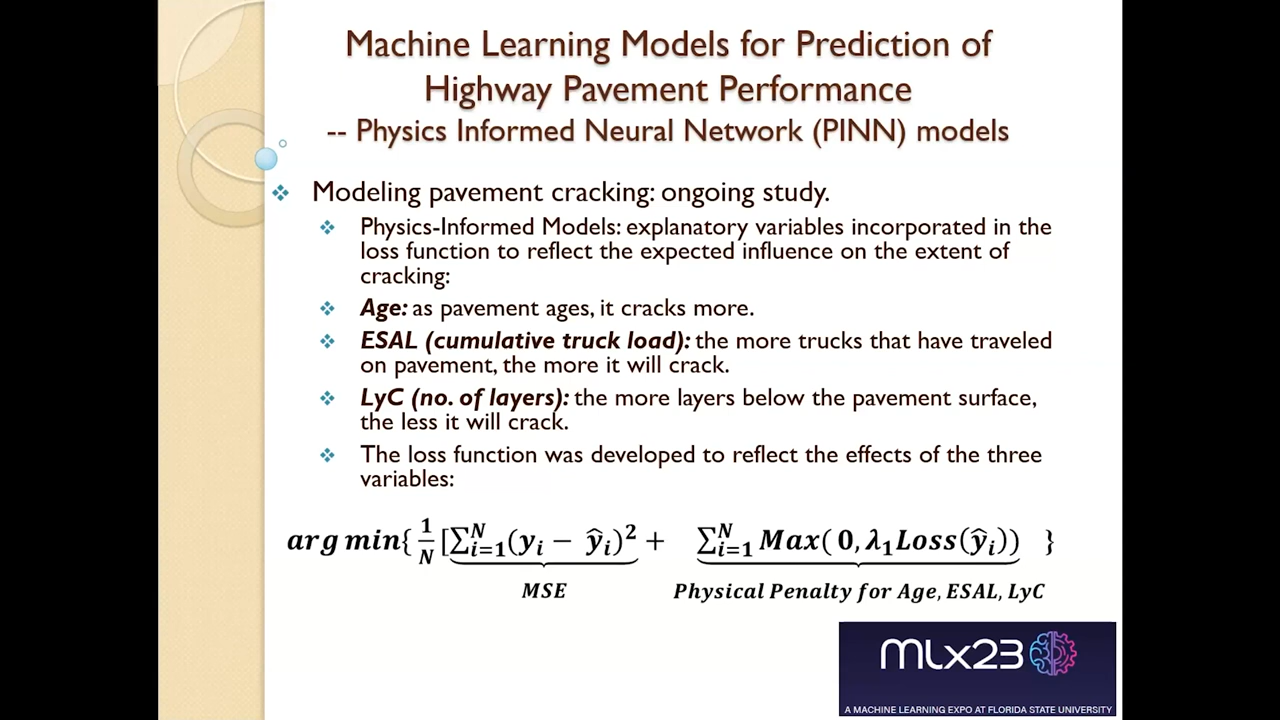 Machine Learning Models for Prediction of
Highway Pavement Performance
-- Physics Informed Neural Network (PINN) models
Modeling pavement cracking: ongoing study.
Physics-Informed Models: explanatory variables incorporated in the
loss function to reflect the expected influence on the extent of
cracking:
Age: as pavement ages, it cracks more.
ESAL (cumulative truck load): the more trucks that have traveled
on pavement, the more it will crack.
LyC (no. of layers): the more layers below the pavement surface,
the less it will crack.
The loss function was developed to reflect the effects of the three
variables:
arg min{ 1/N [∑_{i=1}^{N}(y_i − ŷ_i)² + ∑_{i=1}^{N} Max( 0, λ_1 Loss(ŷ_i)) }
MSE Physical Penalty for Age, ESAL, LyC
MLx23
A MACHINE LEARNING EXPO AT FLORIDA STATE UNIVERSITY